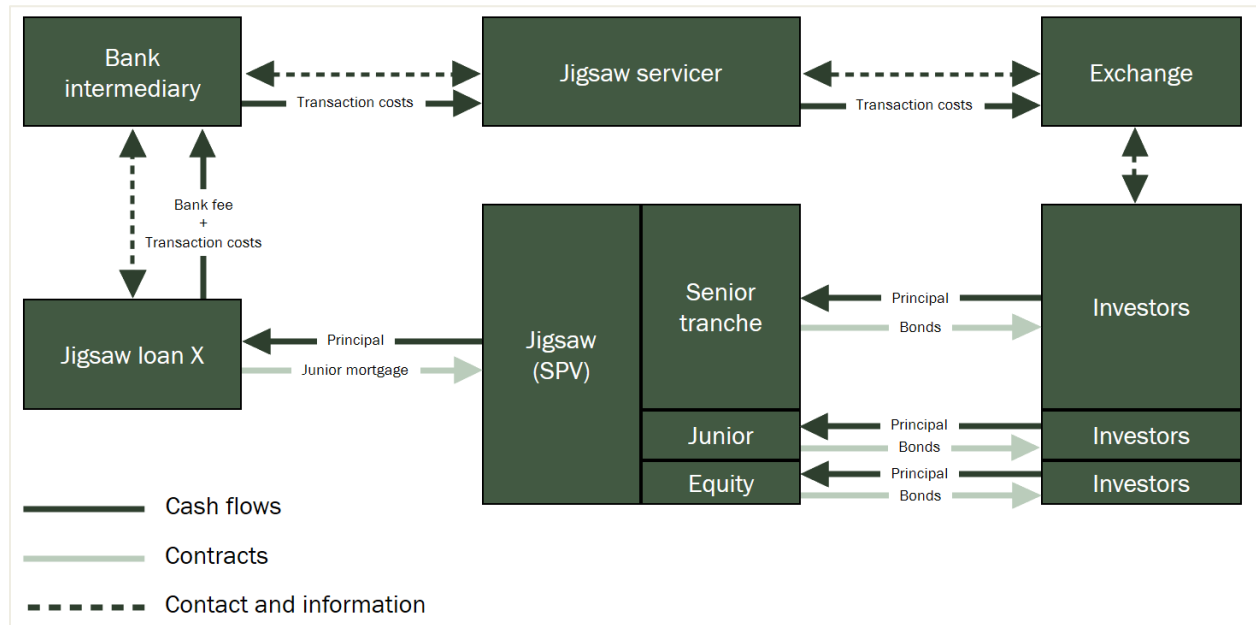 Bank
intermediary
Jigsaw servicer
Exchange
Transaction costs
Transaction costs
Bank fee
+
Transaction costs
Jigsaw loan X
Principal
Junior mortgage
Jigsaw
(SPV)
Senior
tranche
Principal
Bonds
Investors
Junior
Principal
Bonds
Investors
Equity
Principal
Bonds
Investors
Cash flows
Contracts
Contact and information